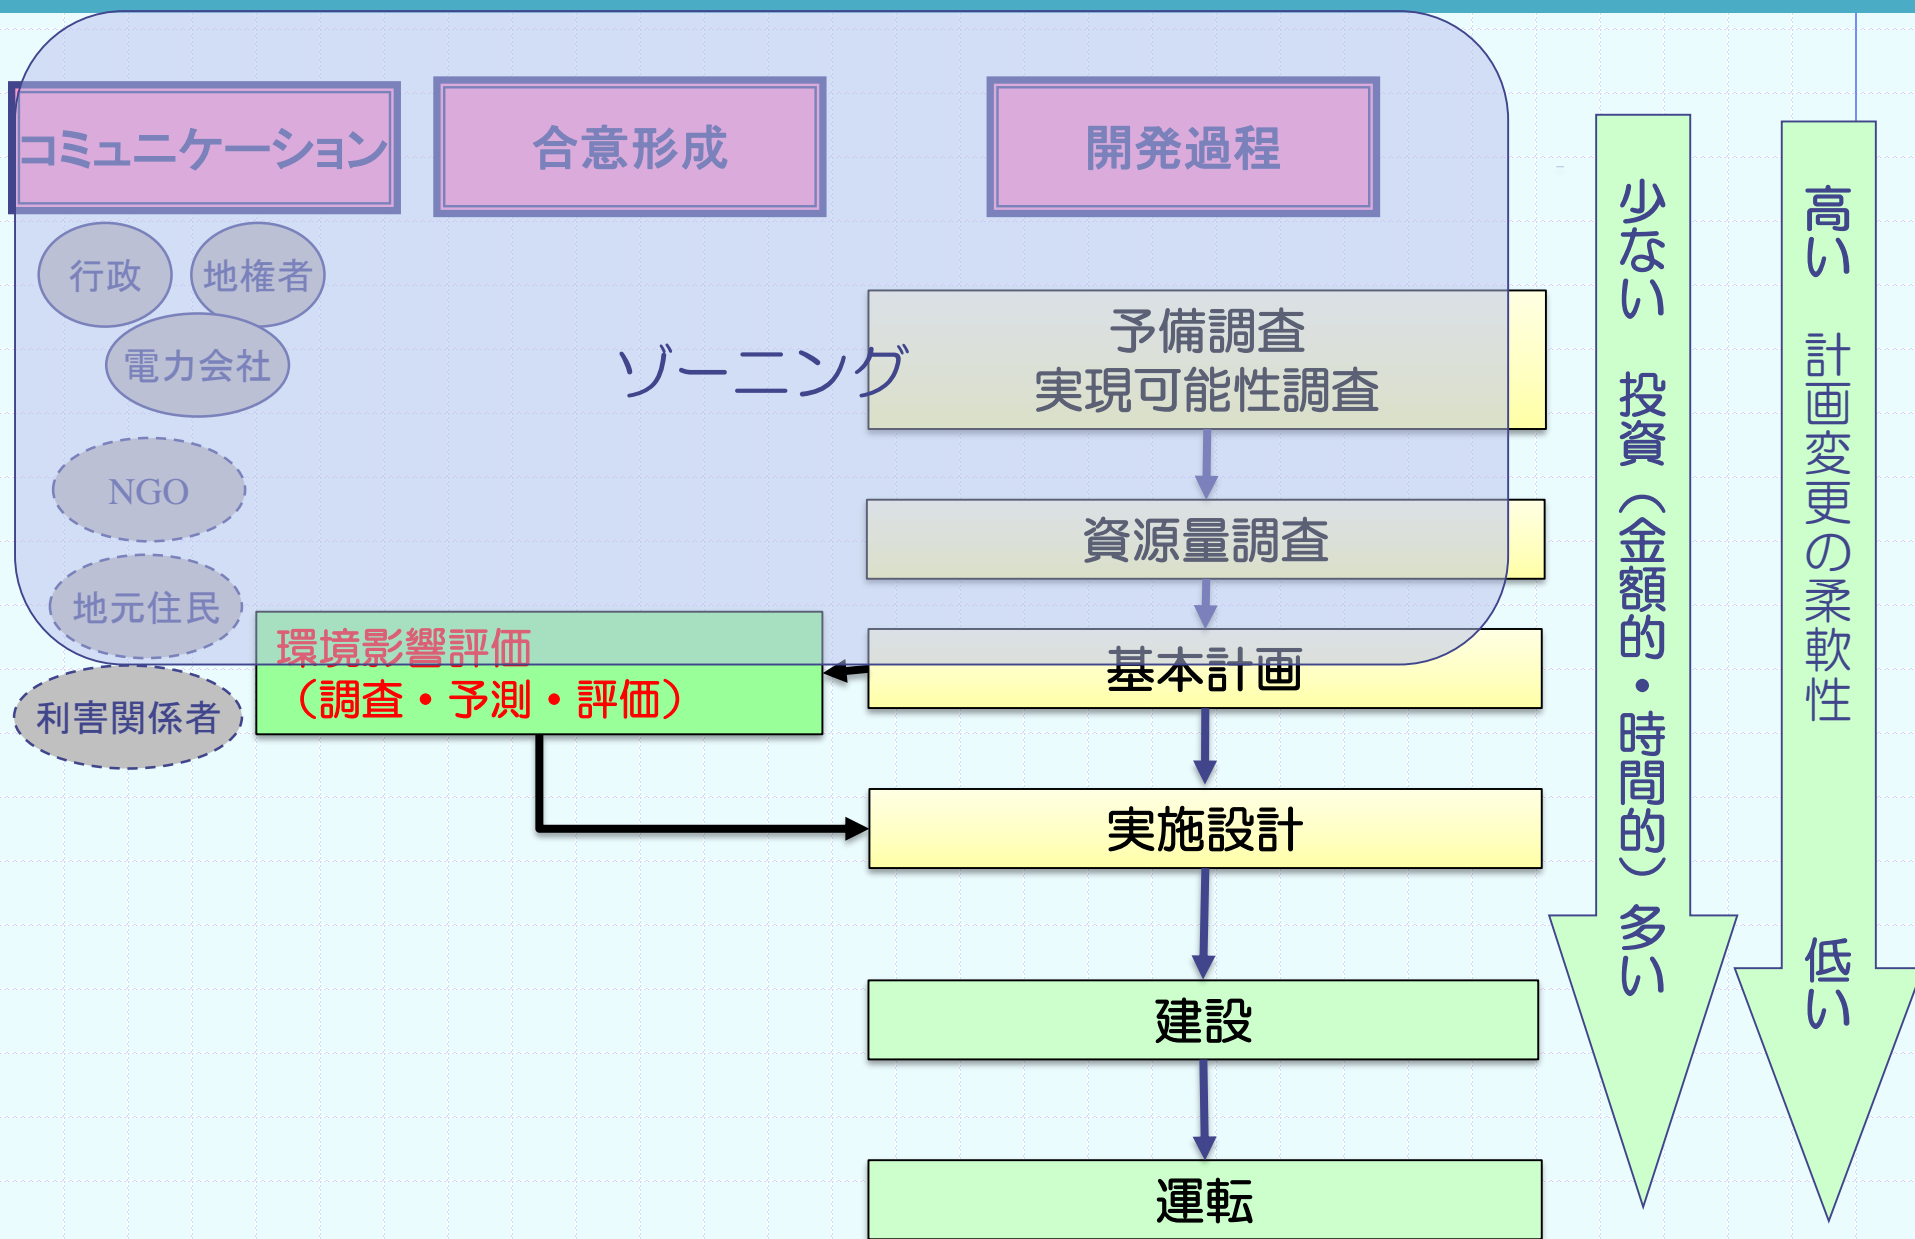 コミュニケーション
合意形成
開発過程
行政
地権者
電力会社
NGO
地元住民
利害関係者
ゾーニング
予備調査
実現可能性調査
資源量調査
環境影響評価
（調査・予測・評価）
基本計画
実施設計
建設
運転
少ない 投資（金額的・時間的）多い
高い 計画変更の柔軟性 低い